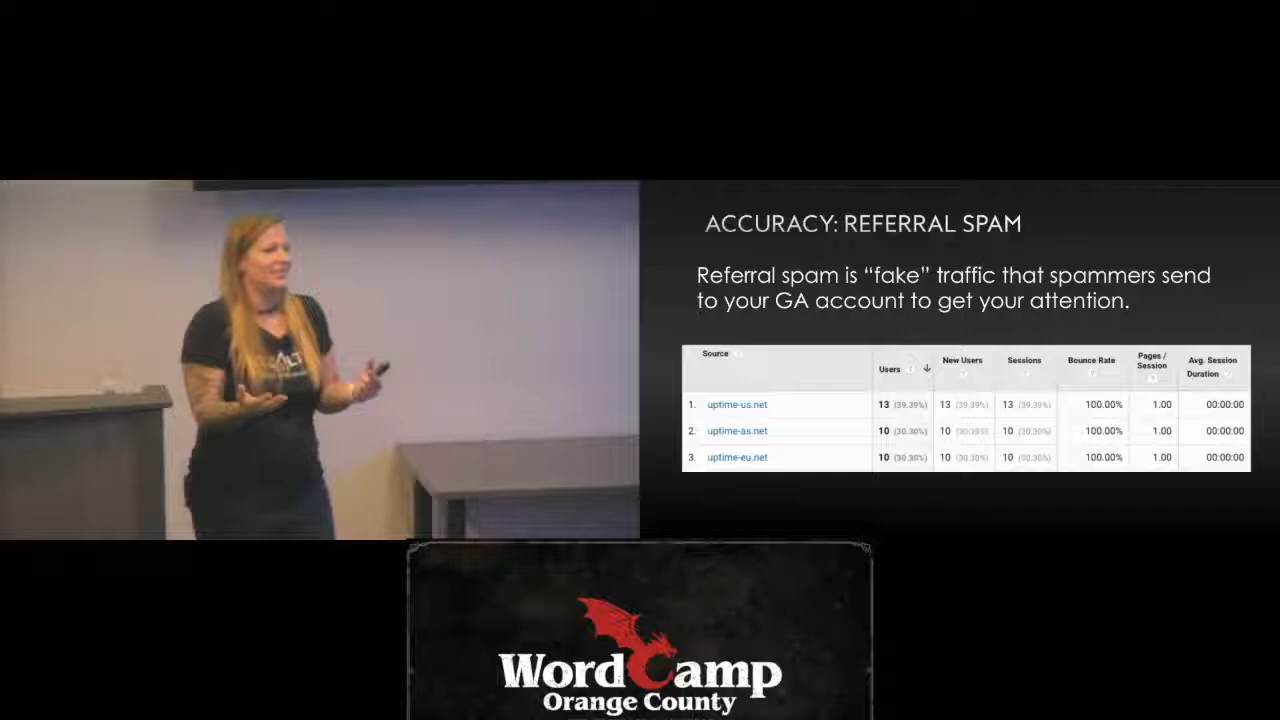 ACCURACY: REFERRAL SPAM
Referral spam is “fake” traffic that spammers send
to your GA account to get your attention.
Source Users New Users Sessions Bounce Rate Pages / Session Avg. Session Duration
1. uptime-us.net 13 (39.39%) 13 (39.39%) 13 (39.39%) 100.00% 1.00 00:00:00
2. uptime-as.net 10 (30.30%) 10 (30.30%) 10 (30.30%) 100.00% 1.00 00:00:00
3. uptime-eu.net 10 (30.30%) 10 (30.30%) 10 (30.30%) 100.00% 1.00 00:00:00
WordCamp
Orange County